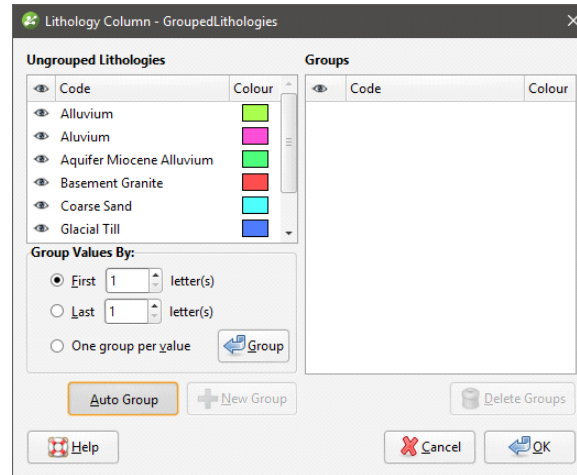 Lithology Column - GroupedLithologies
Ungrouped Lithologies
Code Colour
Alluvium
Aluvium
Aquifer Miocene Alluvium
Basement Granite
Coarse Sand
Glacial Till
Group Values By:
First 1 letter(s)
Last 1 letter(s)
One group per value Group
Auto Group New Group
Groups
Code Colour
Delete Groups
Help Cancel OK